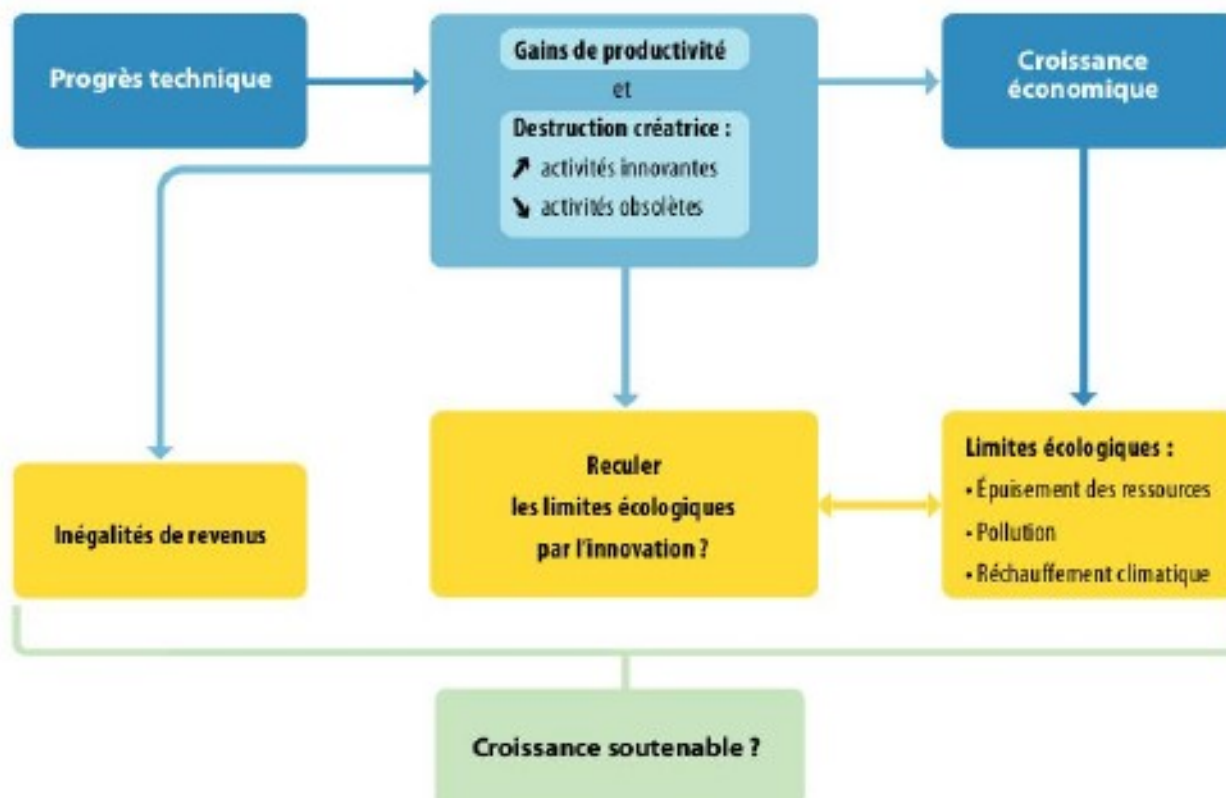 Progrès technique
Gains de productivité
et
Destruction créatrice :
↗ activités innovantes
↘ activités obsolètes
Croissance
économique
Inégalités de revenus
Reculer
les limites écologiques
par l'innovation ?
Limites écologiques :
• Épuisement des ressources
• Pollution
• Réchauffement climatique
Croissance soutenable ?